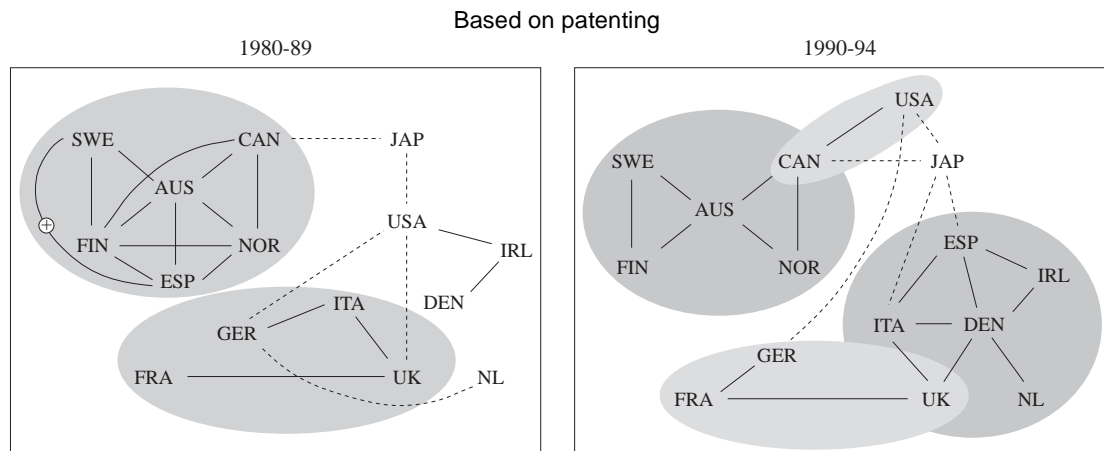 Based on patenting
1980-89
1990-94
SWE
CAN
JAP
AUS
USA
FIN
NOR
IRL
ESP
ITA
DEN
GER
FRA
UK
NL
USA
SWE
CAN
JAP
AUS
FIN
NOR
ESP
IRL
ITA
DEN
GER
FRA
UK
NL